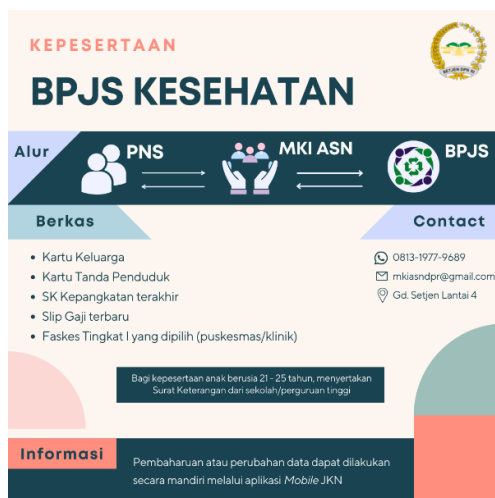 KEPESERTAAN
BPJS KESEHATAN
SETJEN DPR RI
Alur
PNS
MKI ASN
BPJS
Berkas
Contact
• Kartu Keluarga
• Kartu Tanda Penduduk
• SK Kepangkatan terakhir
• Slip Gaji terbaru
• Faskes Tingkat I yang dipilih (puskesmas/klinik)
0813-1977-9689
mkiasndpr@gmail.com
Gd. Setjen Lantai 4
Bagi kepesertaan anak berusia 21 - 25 tahun, menyertakan
Surat Keterangan dari sekolah/perguruan tinggi
Informasi
Pembaharuan atau perubahan data dapat dilakukan
secara mandiri melalui aplikasi Mobile JKN